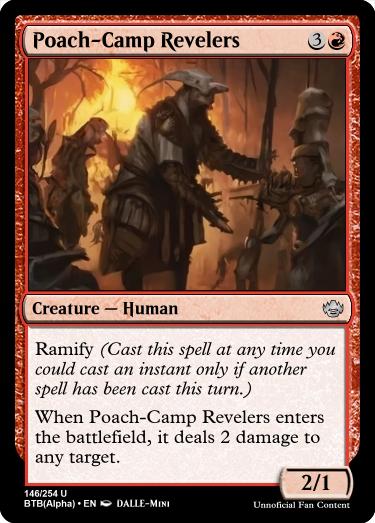 Poach-Camp Revelers 3
Creature — Human
Ramify (Cast this spell at any time you
could cast an instant only if another
spell has been cast this turn.)
When Poach-Camp Revelers enters
the battlefield, it deals 2 damage to
any target.
2/1
146/254 U
BTB(Alpha) • EN DALLE-Mini
Unnoficial Fan Content